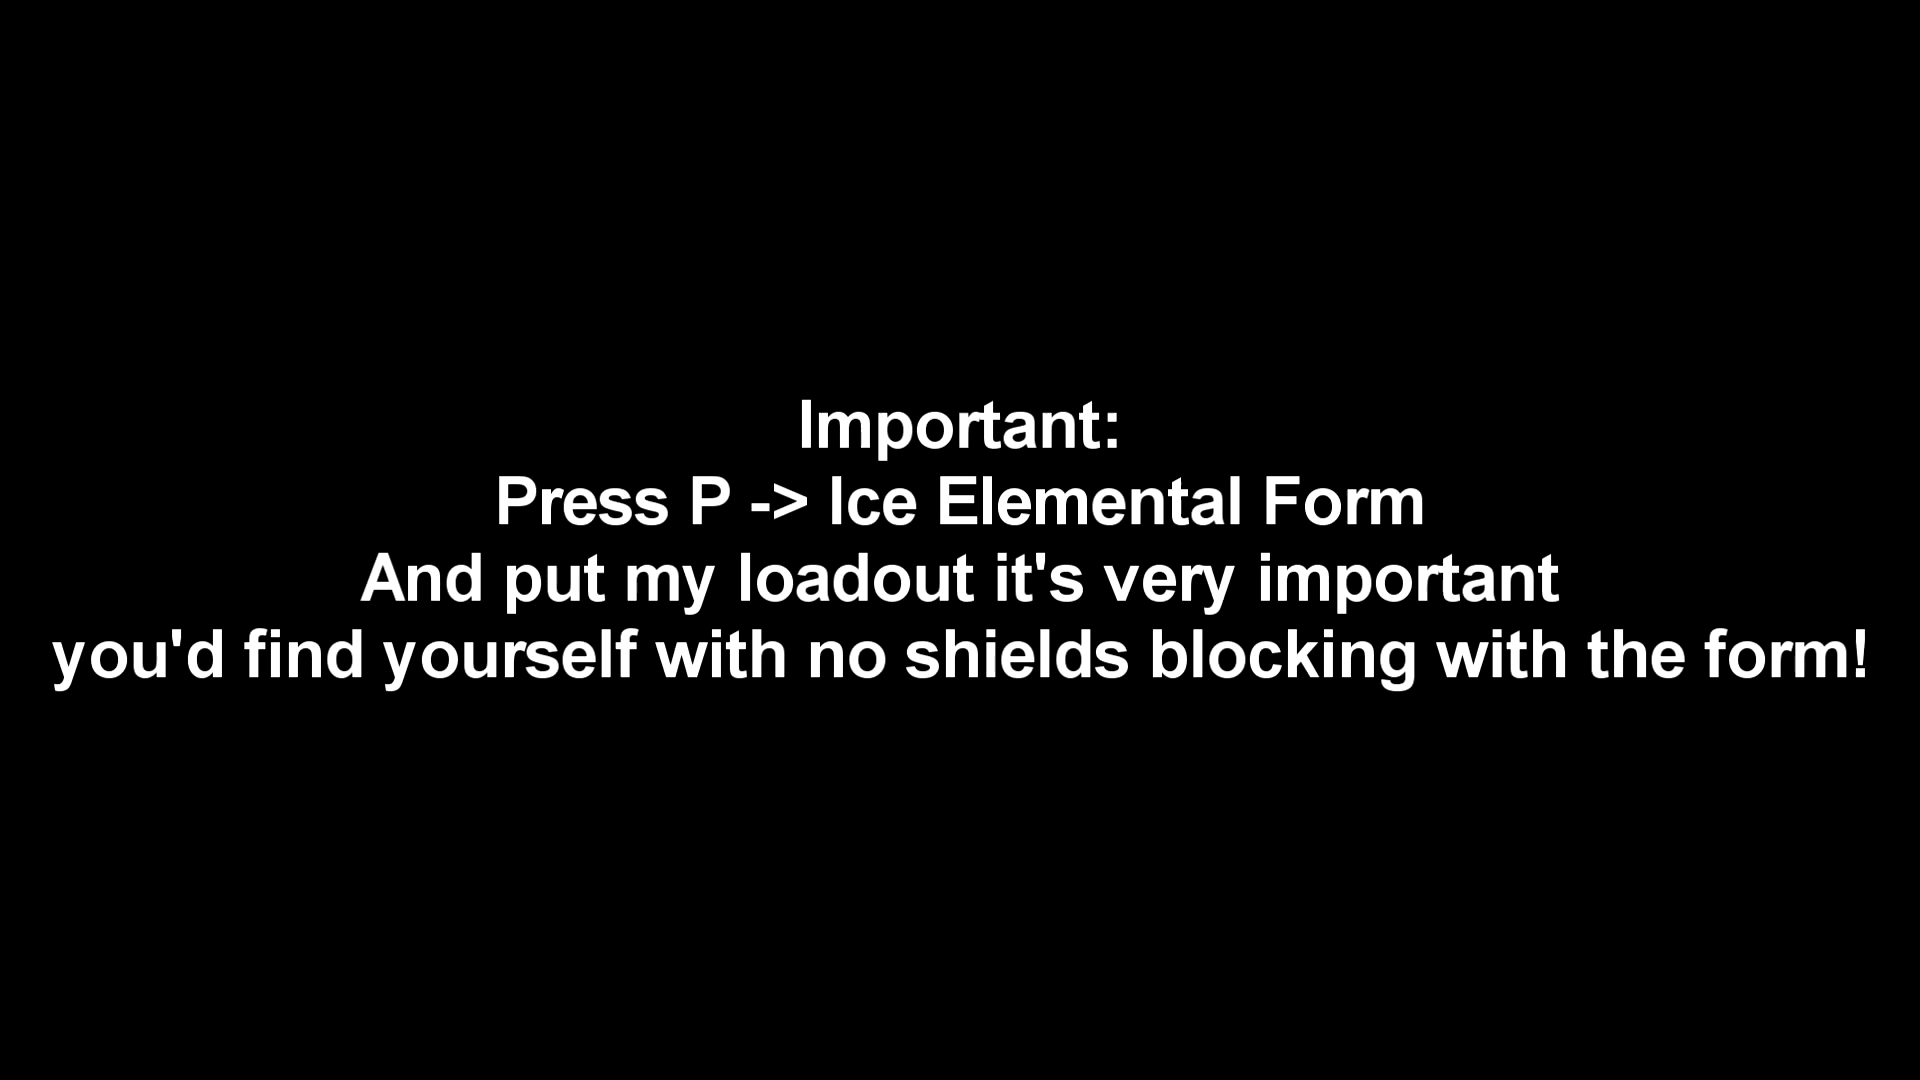 Important:
Press P -> Ice Elemental Form
And put my loadout it's very important
you'd find yourself with no shields blocking with the form!